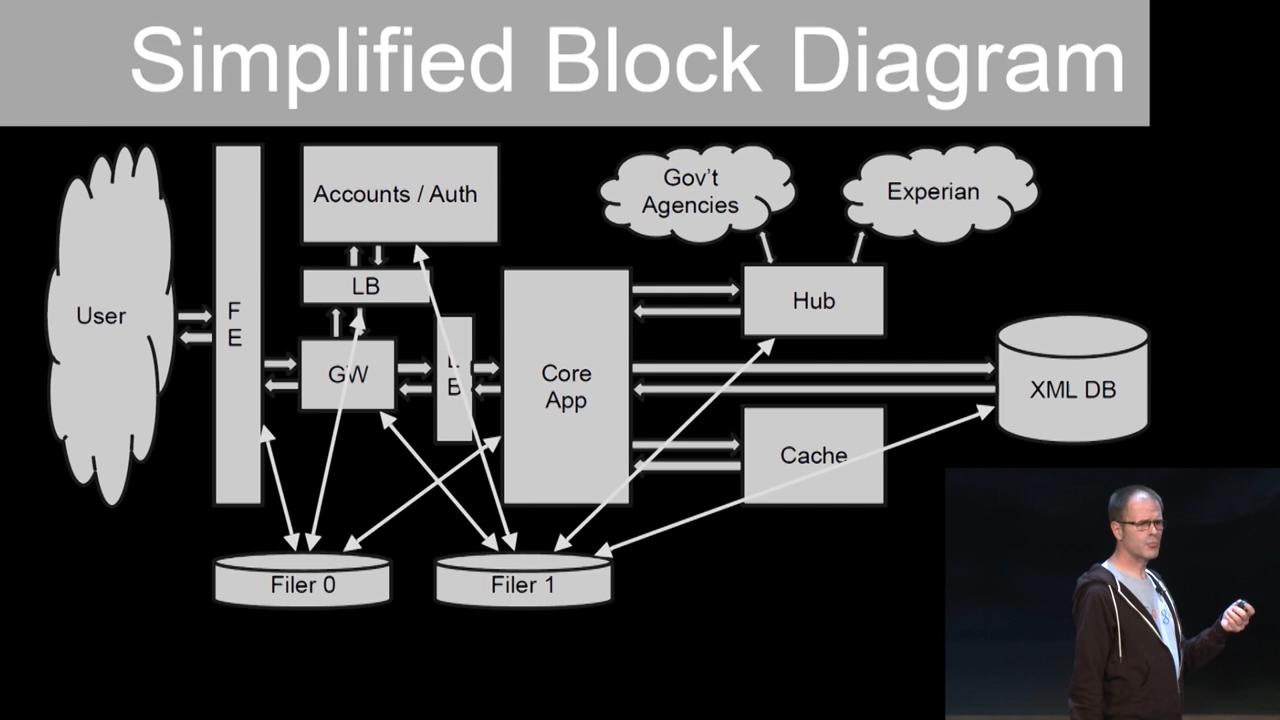 Simplified Block Diagram
User
F
E
Accounts / Auth
LB
GW
L
B
Core
App
Gov't
Agencies
Experian
Hub
Cache
XML DB
Filer 0
Filer 1